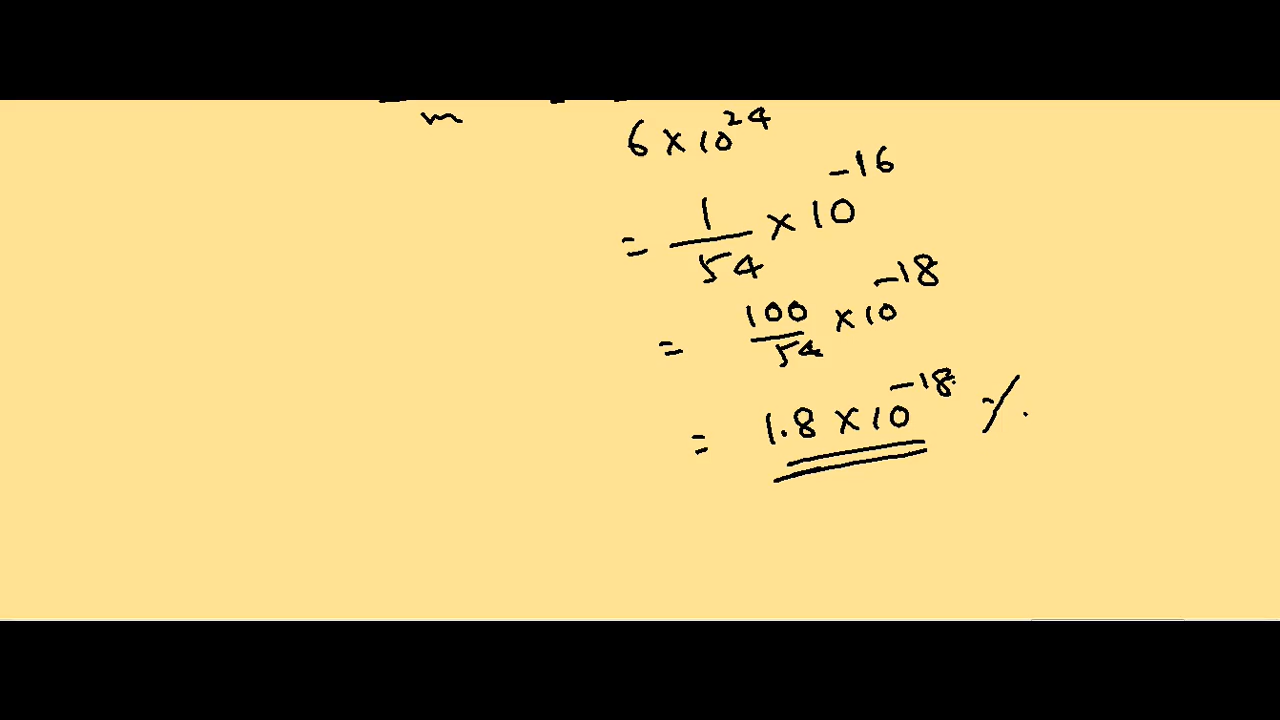 m
6 × 10^24
= 1/54 × 10^-16
= 100/54 × 10^-18
= 1.8 × 10^-18 %.